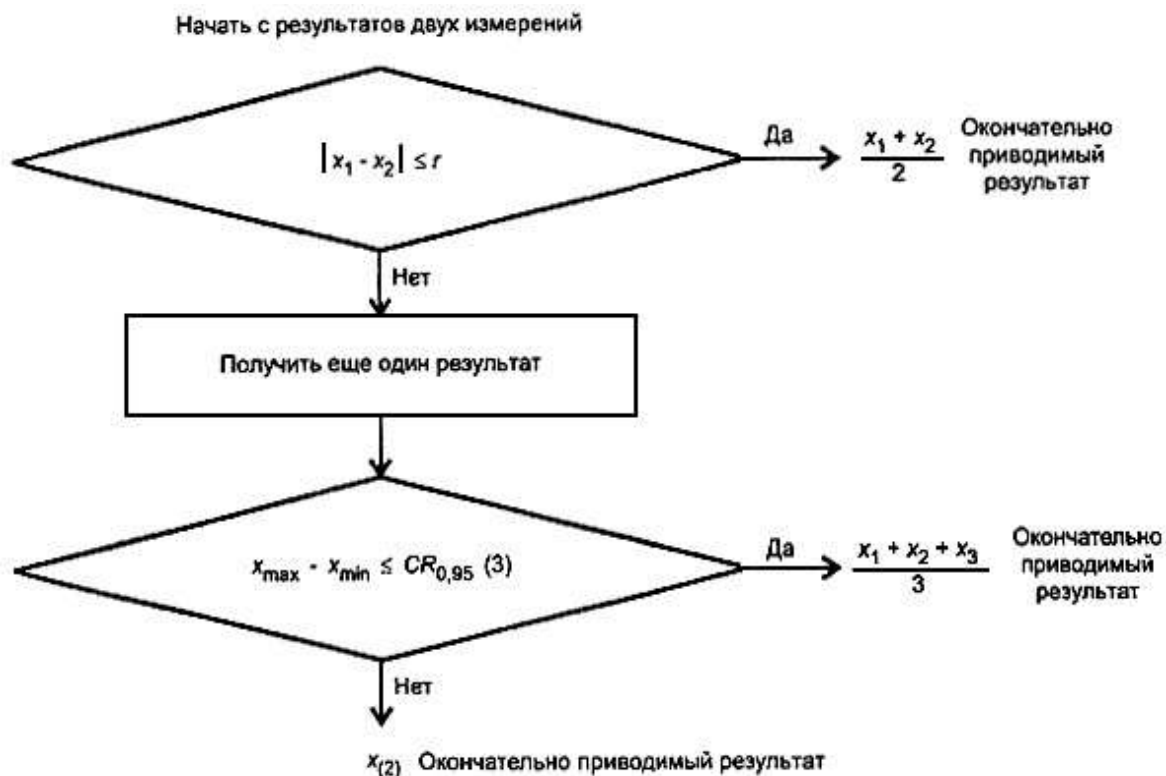 Начать с результатов двух измерений
| x1 - x2 | ≤ r
Да
x1 + x2
2
Окончательно
приводимый
результат
Нет
Получить еще один результат
xmax - xmin ≤ CR0,95 (3)
Да
x1 + x2 + x3
3
Окончательно
приводимый
результат
Нет
x(2) Окончательно приводимый результат